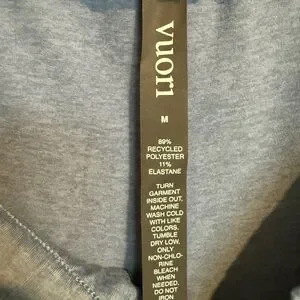 vuori
M
89%
RECYCLED
POLYESTER
11%
ELASTANE
TURN
GARMENT
INSIDE OUT,
MACHINE
WASH COLD
WITH LIKE
COLORS.
TUMBLE
DRY LOW.
ONLY
NON-CHLO-
RINE
BLEACH
WHEN
NEEDED.
DO NOT
IRON